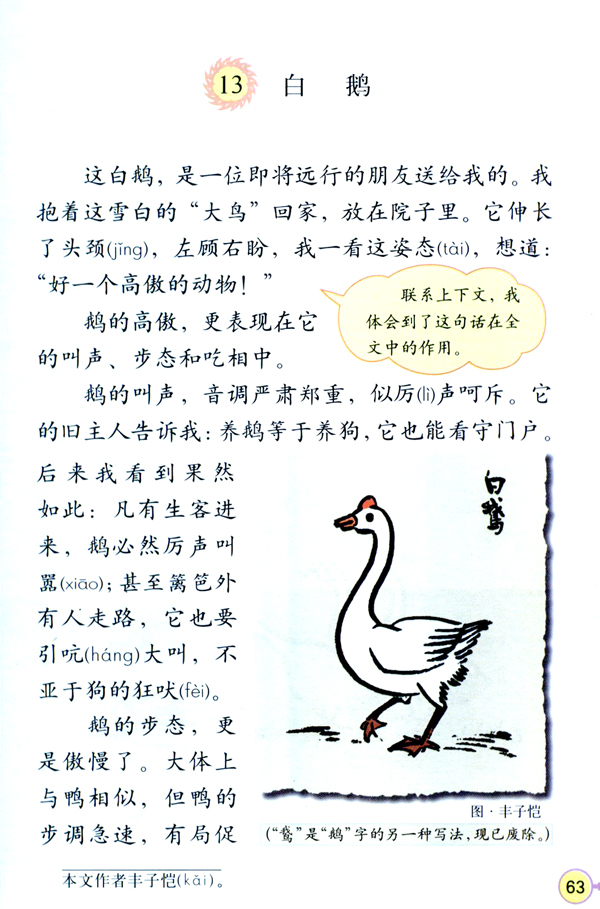 13 白 鹅
这白鹅，是一位即将远行的朋友送给我的。我
抱着这雪白的“大鸟”回家，放在院子里。它伸长
了头颈(jǐng)，左顾右盼，我一看这姿态(tài)，想道：
“好一个高傲的动物！”
鹅的高傲，更表现在它
的叫声、步态和吃相中。
联系上下文，我
体会到了这句话在全
文中的作用。
鹅的叫声，音调严肃郑重，似厉(lì)声呵斥。它
的旧主人告诉我：养鹅等于养狗，它也能看守门户。
后来我看到果然
如此：凡有生客进
来，鹅必然厉声叫
嚣(xiāo)；甚至篱笆外
有人走路，它也要
引吭(háng)大叫，不
亚于狗的狂吠(fèi)。
鹅的步态，更
是傲慢了。大体上
与鸭相似，但鸭的
步调急速，有局促
白鵞
图·丰子恺
(“鵞”是“鹅”字的另一种写法，现已废除。)
本文作者丰子恺(kǎi)。
63